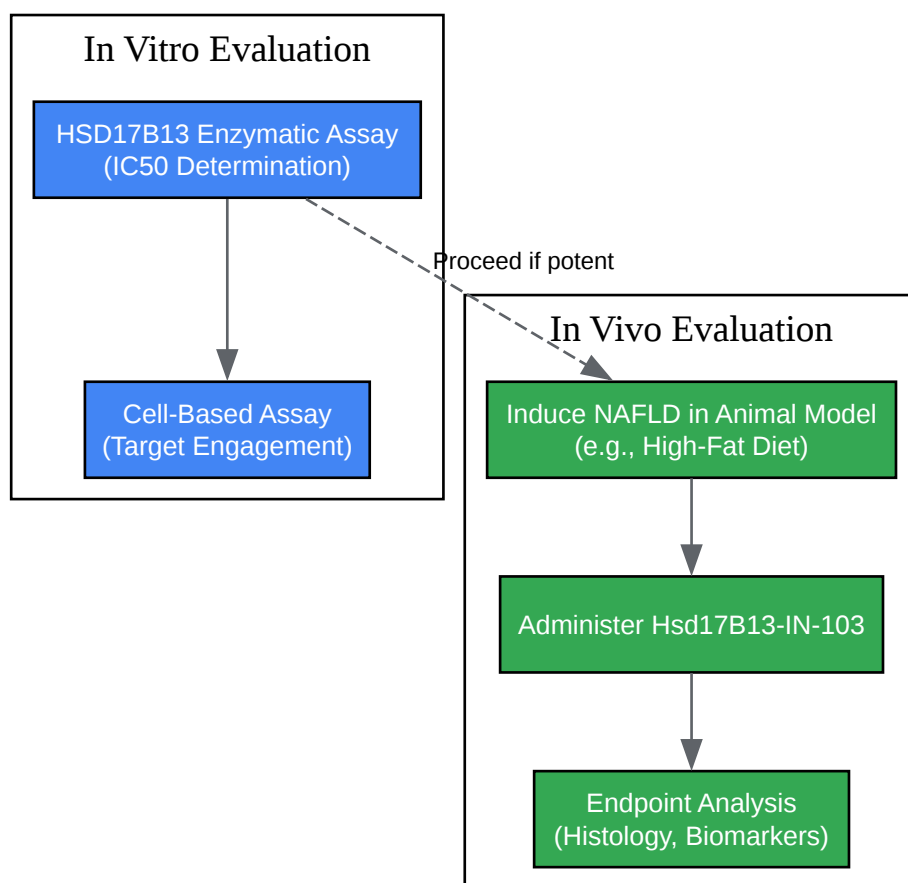 In Vitro Evaluation
HSD17B13 Enzymatic Assay
(IC50 Determination)
Proceed if potent
In Vivo Evaluation
Cell-Based Assay
(Target Engagement)
Induce NAFLD in Animal Model
(e.g., High-Fat Diet)
Administer Hsd17B13-IN-103
Endpoint Analysis
(Histology, Biomarkers)